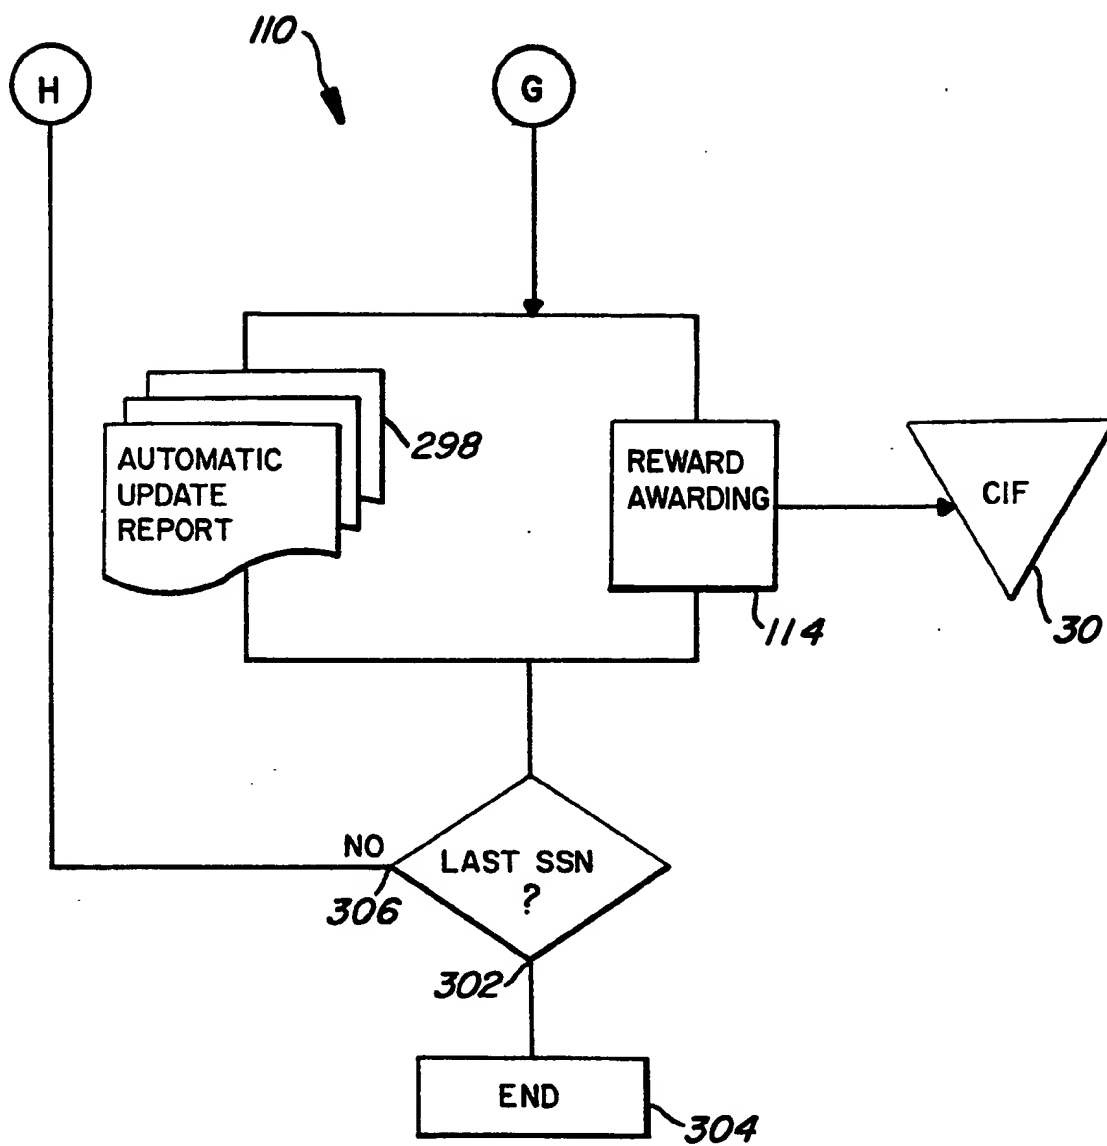 110
H
G
298
AUTOMATIC
UPDATE
REPORT
REWARD
AWARDING
CIF
114
30
NO
LAST SSN
?
306
302
END
304